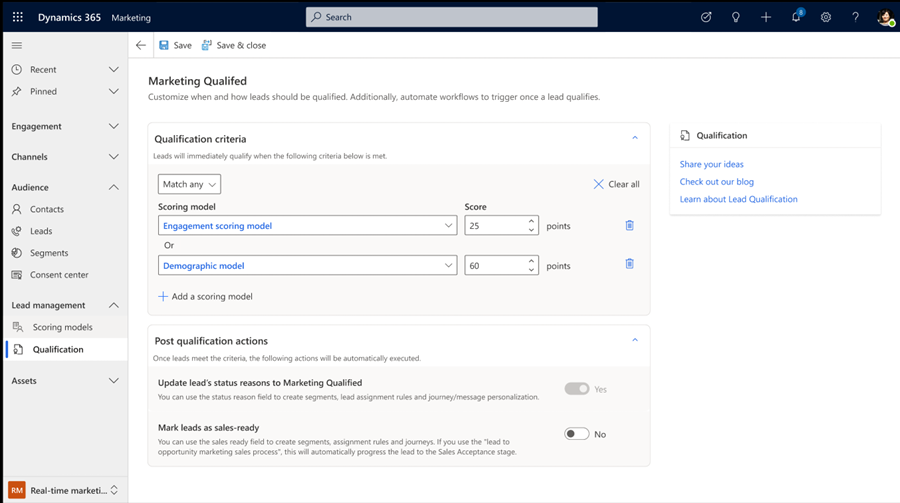 Dynamics 365 Marketing
Search
8
Save
Save & close
Recent
Pinned
Engagement
Channels
Audience
Contacts
Leads
Segments
Consent center
Lead management
Scoring models
Qualification
Assets
RM Real-time marketi...
Marketing Qualifed
Customize when and how leads should be qualified. Additionally, automate workflows to trigger once a lead qualifies.
Qualification criteria
Leads will immediately qualify when the following criteria below is met.
Match any
Clear all
Scoring model Score
Engagement scoring model 25 points
Or
Demographic model 60 points
Add a scoring model
Post qualification actions
Once leads meet the criteria, the following actions will be automatically executed.
Update lead's status reasons to Marketing Qualified
You can use the status reason field to create segments, lead assignment rules and journey/message personalization.
Yes
Mark leads as sales-ready
You can use the sales ready field to create segments, assignment rules and journeys. If you use the "lead to
opportunity marketing sales process", this will automatically progress the lead to the Sales Acceptance stage.
No
Qualification
Share your ideas
Check out our blog
Learn about Lead Qualification